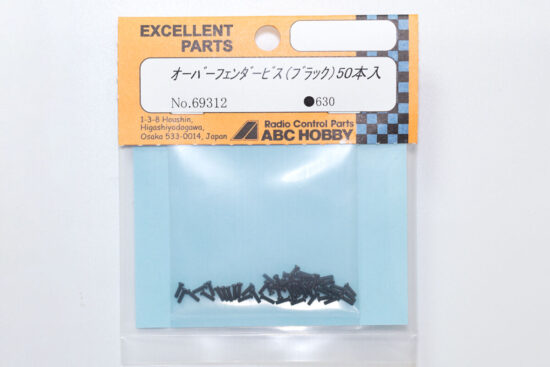 EXCELLENT
PARTS
オーバーフェンダービス(ブラック)50本入
No.69312
●630
1-3-8 Houshin,
Higashiyodogawa,
Osaka 533-0014, Japan
Radio Control Parts
ABC HOBBY